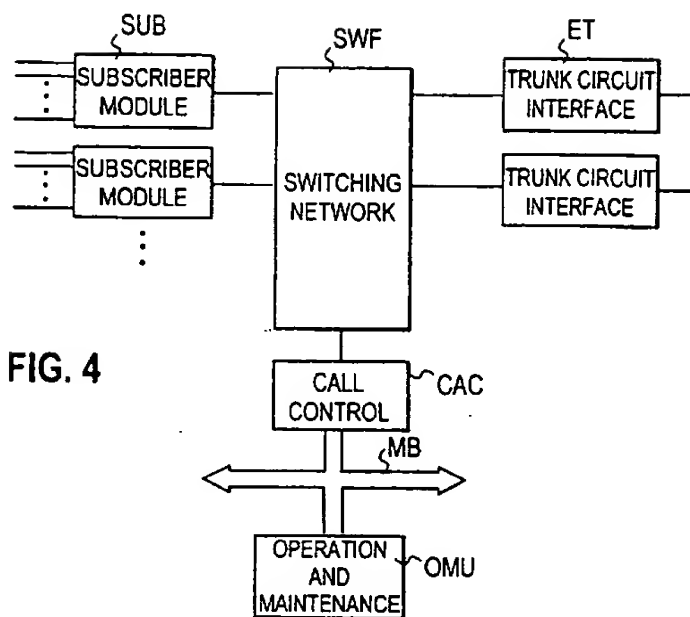 SUB
SWF
ET
SUBSCRIBER
MODULE
TRUNK CIRCUIT
INTERFACE
SUBSCRIBER
MODULE
SWITCHING
NETWORK
TRUNK CIRCUIT
INTERFACE
FIG. 4
CALL
CONTROL
CAC
MB
OPERATION
AND
MAINTENANCE
OMU